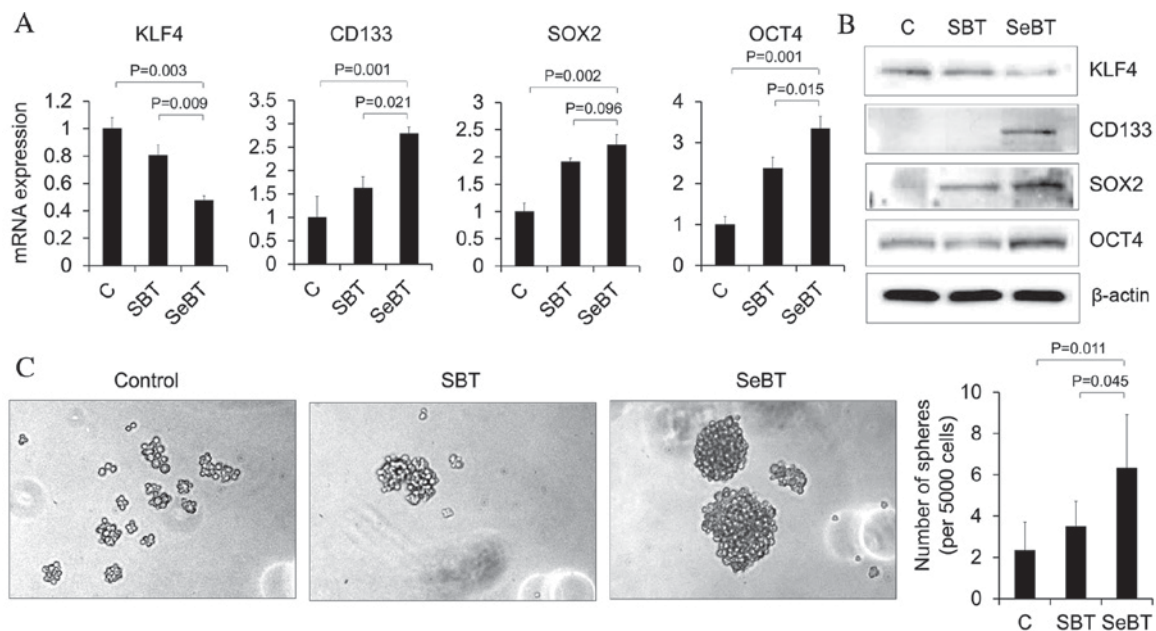 A
KLF4
P=0.003
P=0.009
mRNA expression
1.2
1
0.8
0.6
0.4
0.2
0
C
SBT
SeBT
CD133
P=0.001
P=0.021
3.5
3
2.5
2
1.5
1
0.5
0
C
SBT
SeBT
SOX2
P=0.002
P=0.096
3
2.5
2
1.5
1
0.5
0
C
SBT
SeBT
OCT4
P=0.001
P=0.015
4
3
2
1
0
C
SBT
SeBT
B
C SBT SeBT
KLF4
CD133
SOX2
OCT4
β-actin
C
Control
SBT
SeBT
P=0.011
P=0.045
Number of spheres
(per 5000 cells)
10
8
6
4
2
0
C SBT SeBT